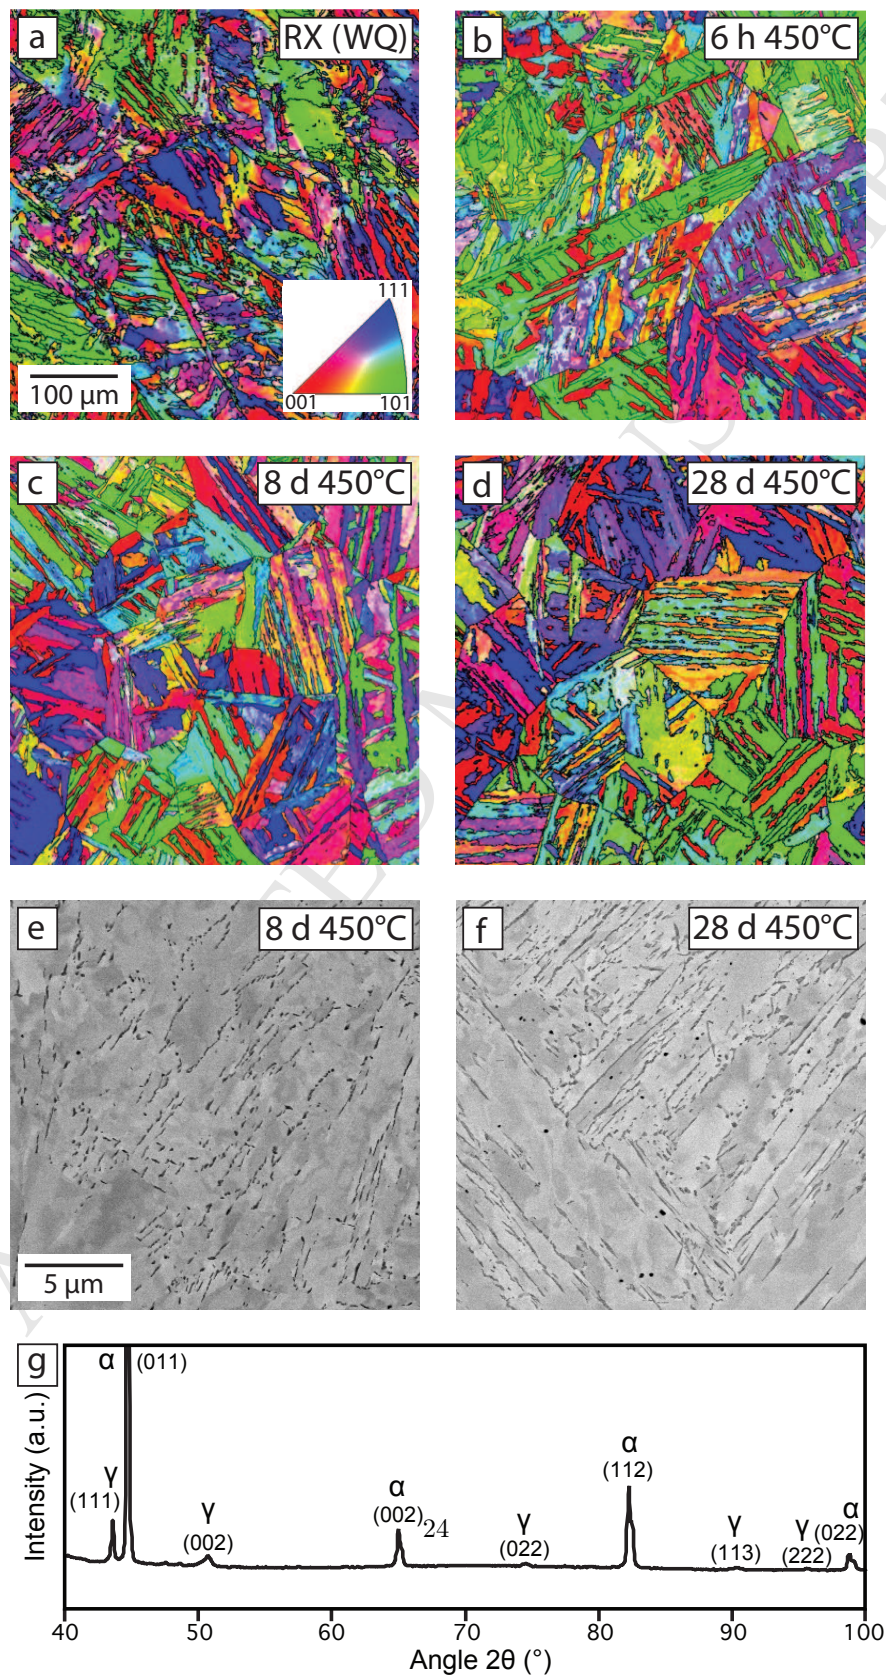 a
RX (WQ)
111
001
101
100 µm
b
6 h 450°C
c
8 d 450°C
d
28 d 450°C
e
8 d 450°C
5 µm
f
28 d 450°C
g
Intensity (a.u.)
γ
(111)
α
(011)
γ
(002)
α
(002)
24
γ
(022)
α
(112)
γ
(113)
γ
(222)
α
(022)
40 50 60 70 80 90 100
Angle 2θ (°)